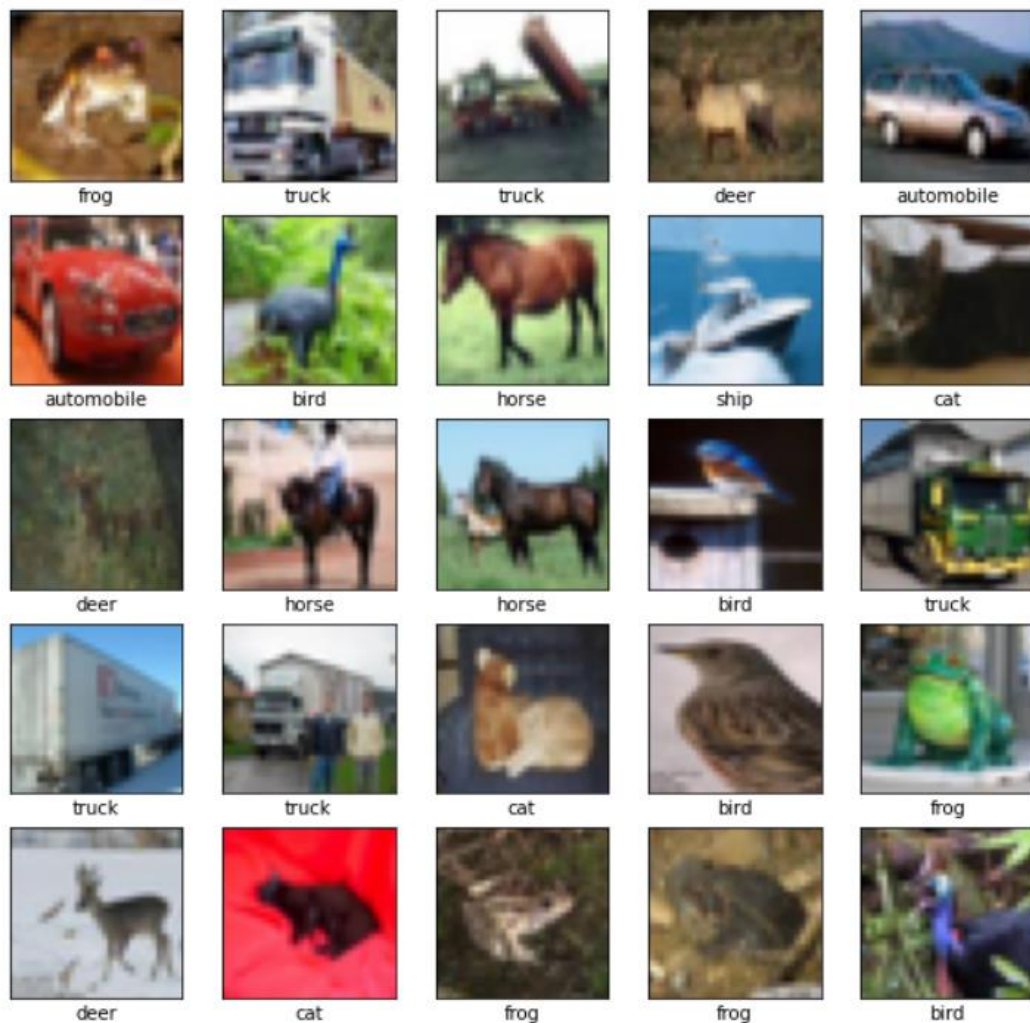 frog truck truck deer automobile
automobile bird horse ship cat
deer horse horse bird truck
truck truck cat bird frog
deer cat frog frog bird